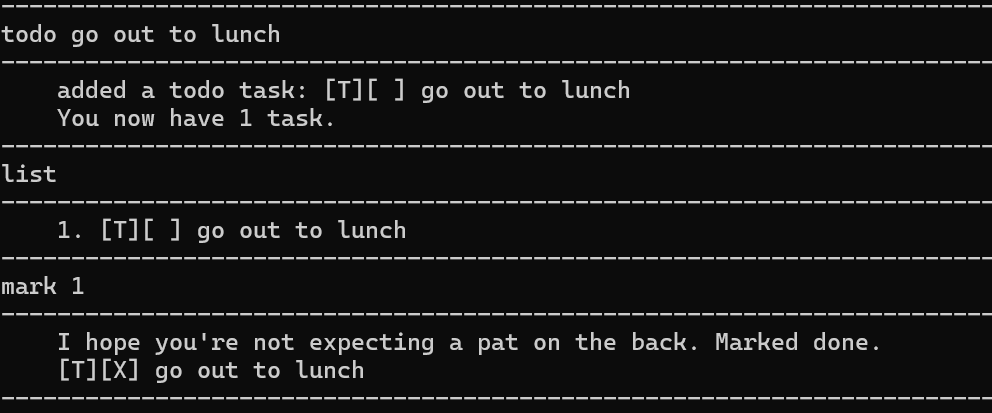 todo go out to lunch
added a todo task: [T][ ] go out to lunch
You now have 1 task.
list
1. [T][ ] go out to lunch
mark 1
I hope you're not expecting a pat on the back. Marked done.
[T][X] go out to lunch